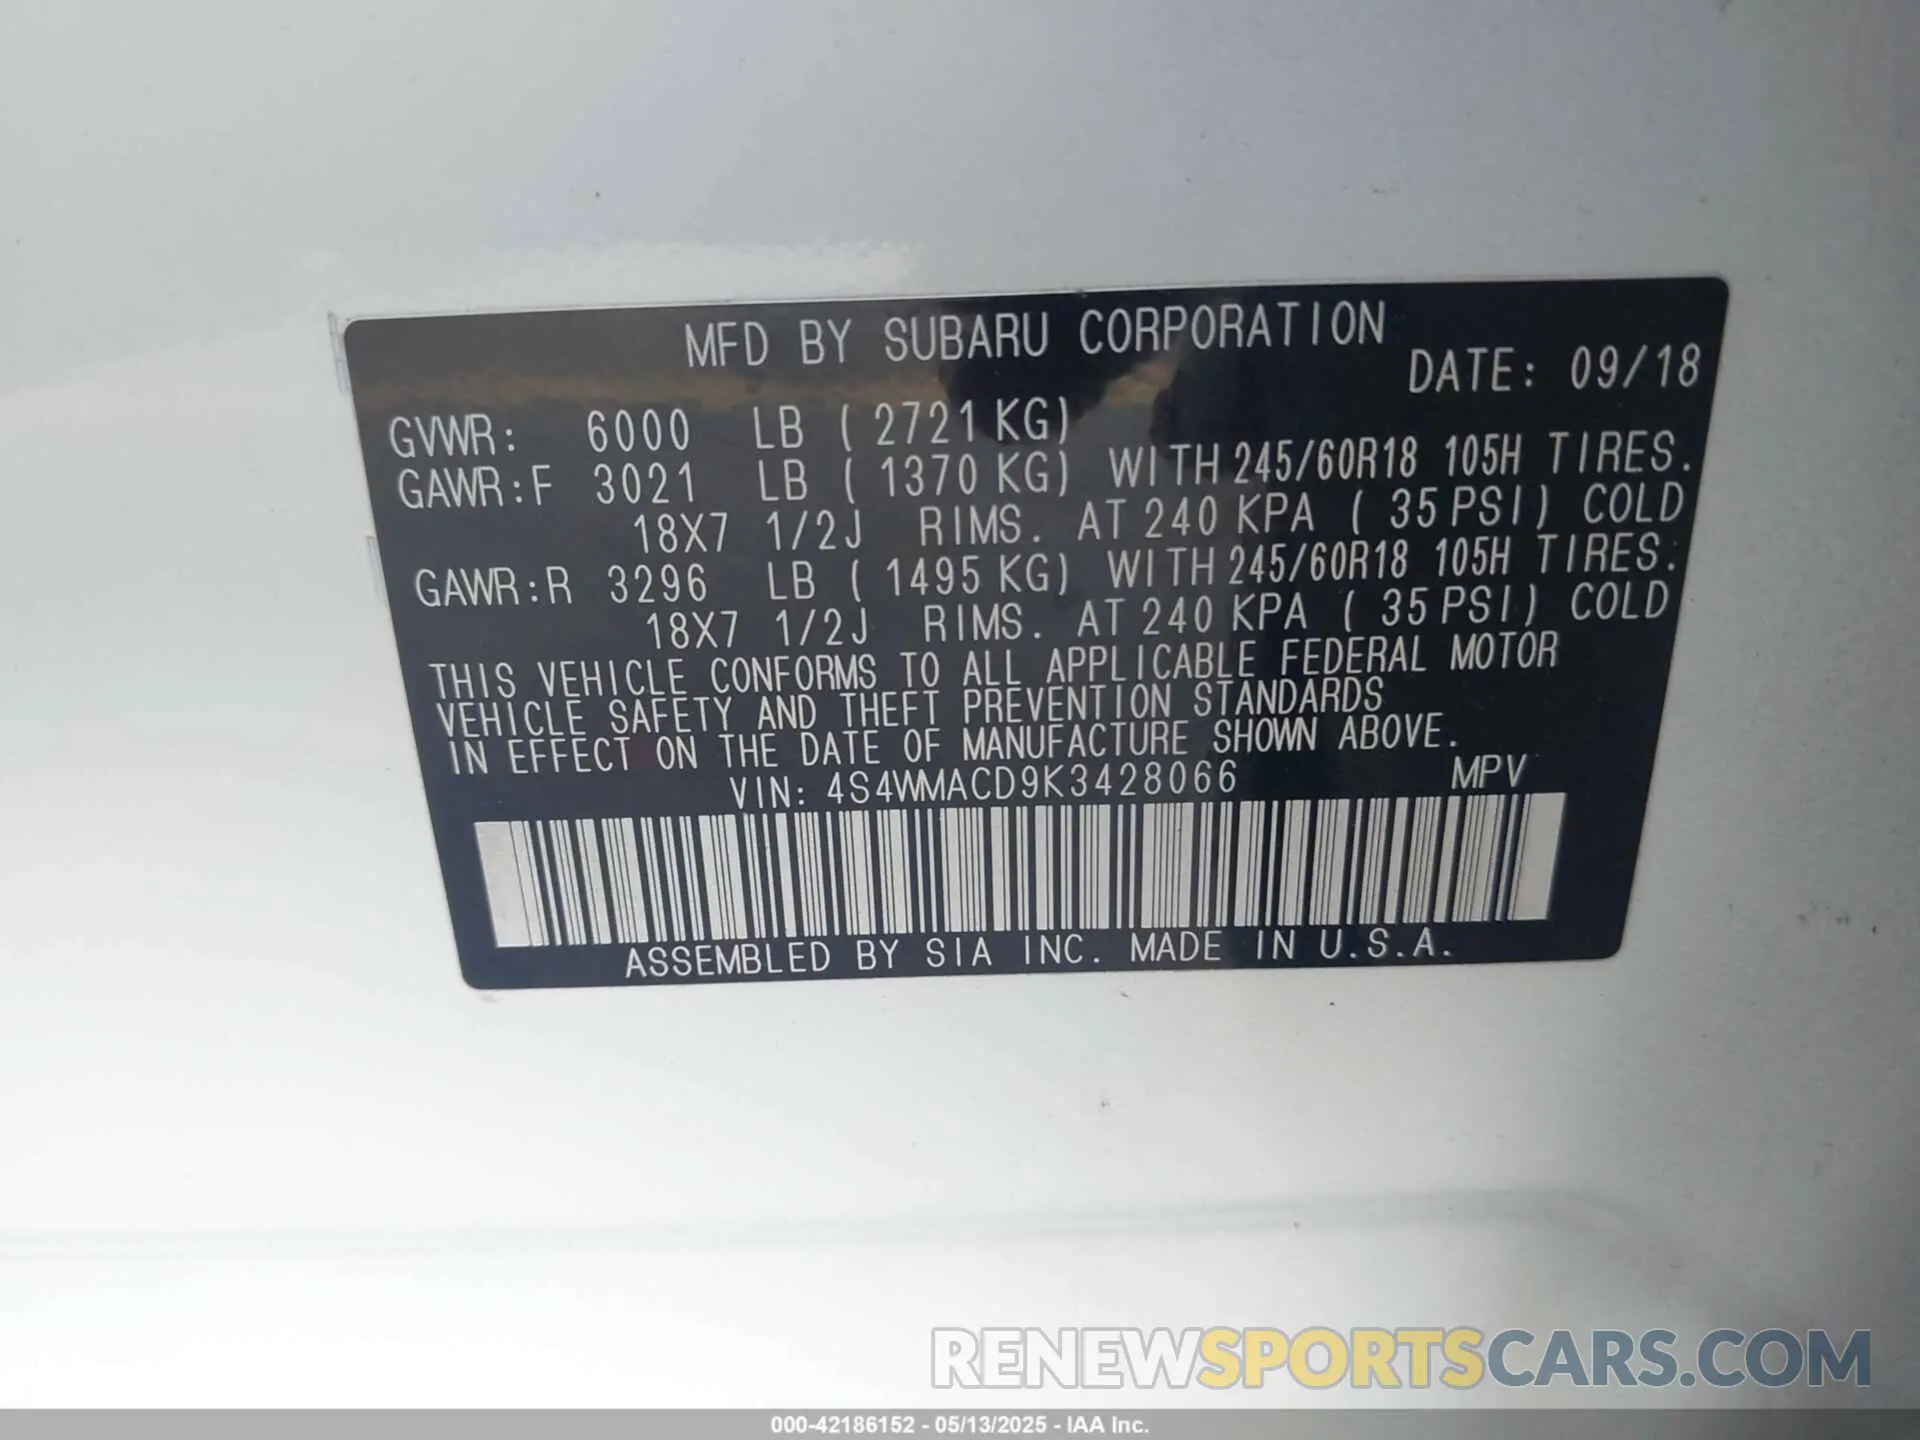 MFD BY SUBARU CORPORATION
DATE: 09/18
GVWR: 6000 LB ( 2721 KG)
GAWR:F 3021 LB ( 1370 KG) WITH 245/60R18 105H TIRES.
18X7 1/2J RIMS. AT 240 KPA ( 35 PSI) COLD
GAWR:R 3296 LB ( 1495 KG) WITH 245/60R18 105H TIRES.
18X7 1/2J RIMS. AT 240 KPA ( 35 PSI) COLD
THIS VEHICLE CONFORMS TO ALL APPLICABLE FEDERAL MOTOR
VEHICLE SAFETY AND THEFT PREVENTION STANDARDS
IN EFFECT ON THE DATE OF MANUFACTURE SHOWN ABOVE.
VIN: 4S4WMACD9K3428066 MPV
ASSEMBLED BY SIA INC. MADE IN U.S.A.
RENEWSPORTSCARS.COM
000-42186152 - 05/13/2025 - IAA Inc.